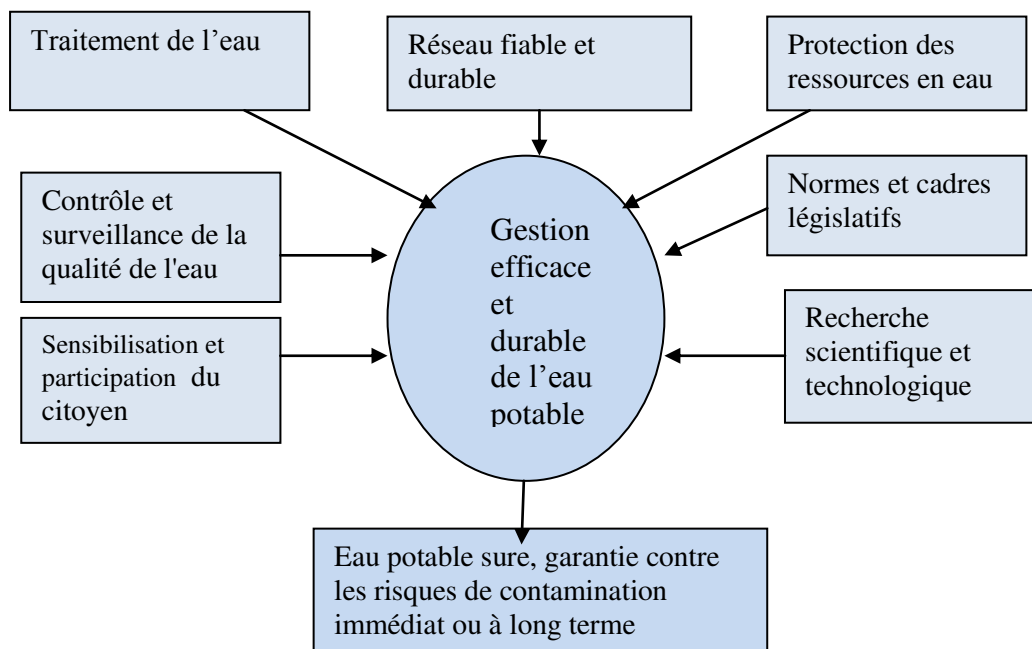 Traitement de l’eau
Réseau fiable et
durable
Protection des
ressources en eau
Contrôle et
surveillance de la
qualité de l'eau
Normes et cadres
législatifs
Gestion
efficace
et
durable
de l’eau
potable
Sensibilisation et
participation du
citoyen
Recherche
scientifique et
technologique
Eau potable sure, garantie contre
les risques de contamination
immédiat ou à long terme